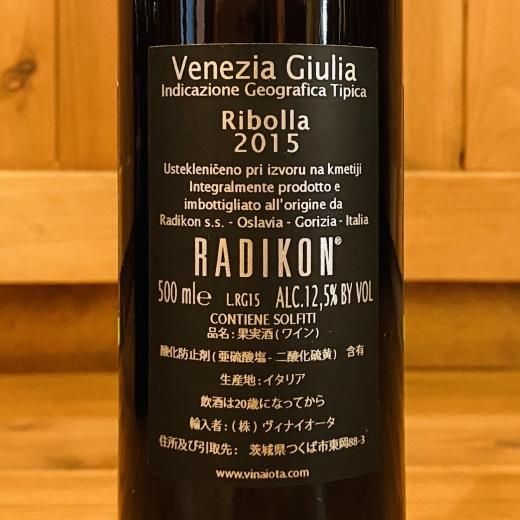 Venezia Giulia
Indicazione Geografica Tipica
Ribolla
2015
Ustekleničeno pri izvoru na kmetiji
Integralmente prodotto e
imbottigliato all'origine da
Radikon s.s. - Oslavia - Gorizia - Italia
RADIKON®
500 ml℮ L.RG15 ALC.12,5% BY VOL
CONTIENE SOLFITI
品名:果実酒(ワイン)
酸化防止剤(亜硫酸塩-二酸化硫黄) 含有
生産地:イタリア
飲酒は20歳になってから
輸入者:(株)ヴィナイオータ
住所及び引取先: 茨城県つくば市東岡88-3
www.vinaiota.com